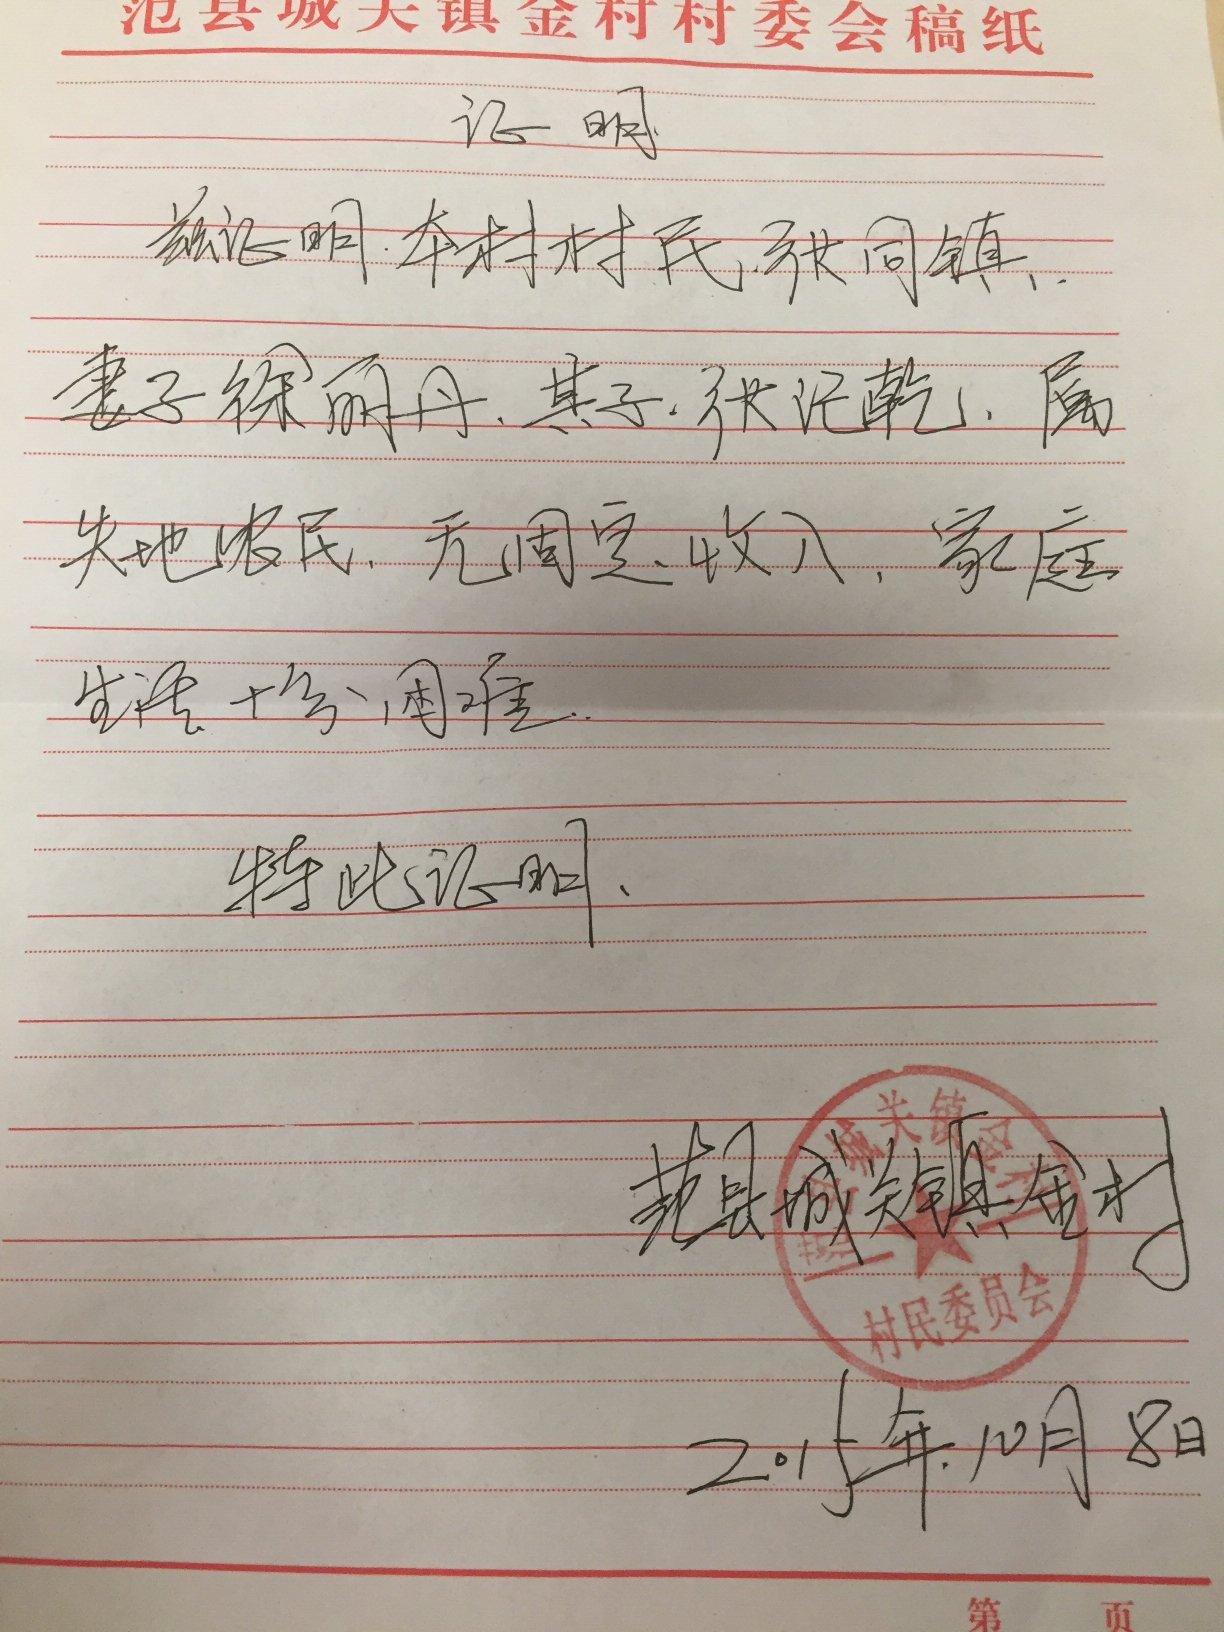 范县城关镇金村村委会稿纸
证明
兹证明.本村村民.张同镇、.
妻子徐丽丹.其子.张记乾、属
失地农民.无固定收入,家庭
生活十分困难..
特此证明、
范县城关镇金村
范县城关镇金村
村民委员会
2015年.10月8日
第 页